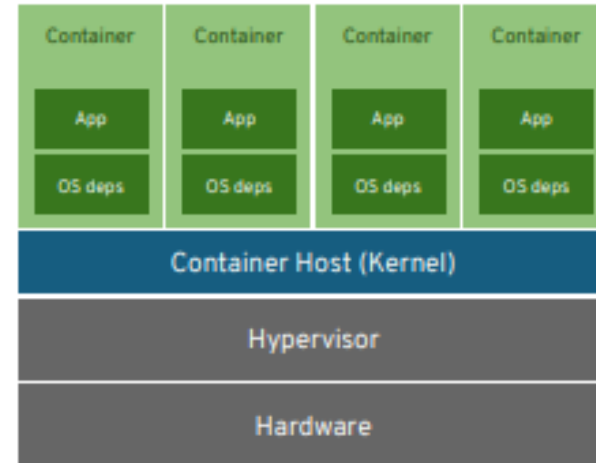 Container Container Container Container
App App App App
OS deps OS deps OS deps OS deps
Container Host (Kernel)
Hypervisor
Hardware